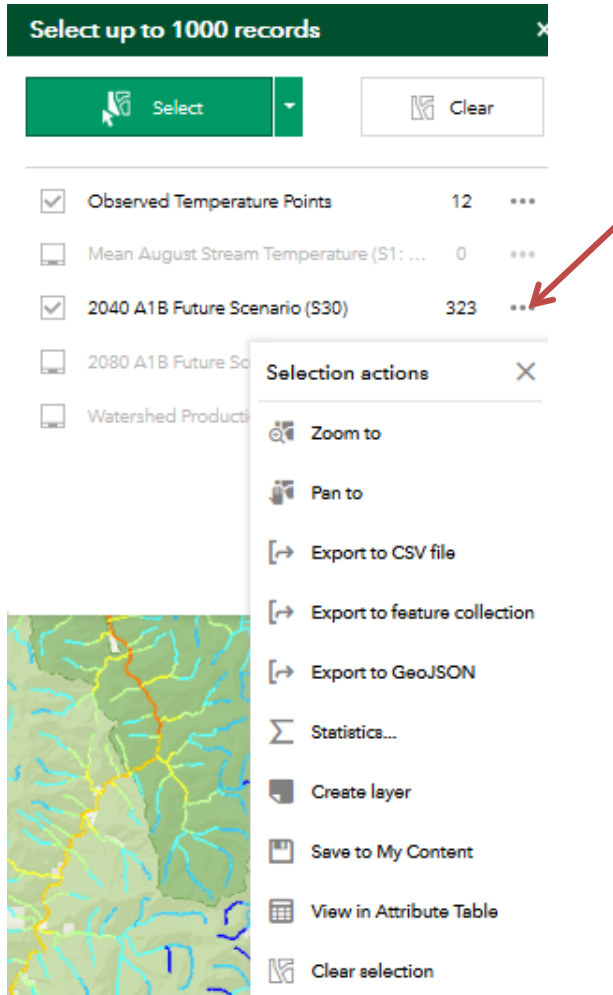 Select up to 1000 records
Select
Clear
Observed Temperature Points 12
Mean August Stream Temperature (S1: ... 0
2040 A1B Future Scenario (S30) 323
2080 A1B Future Sc
Watershed Producti
Selection actions
Zoom to
Pan to
Export to CSV file
Export to feature collection
Export to GeoJSON
Statistics...
Create layer
Save to My Content
View in Attribute Table
Clear selection